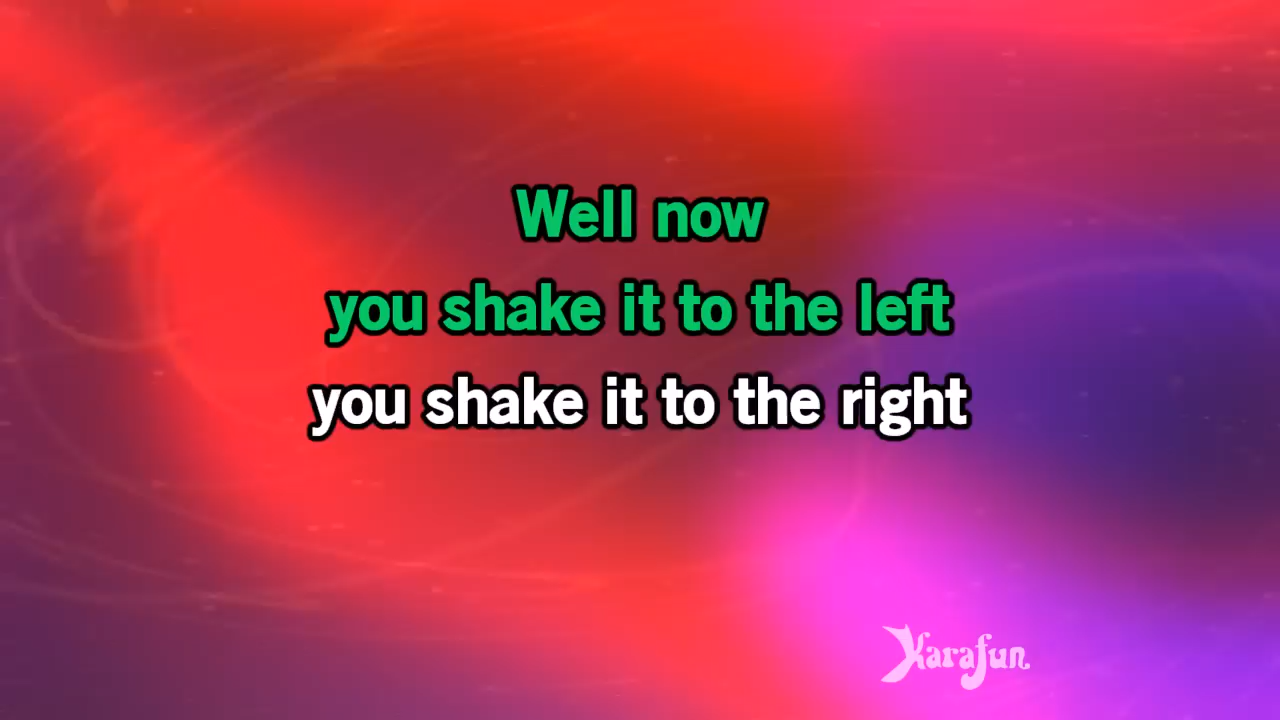 Well now
you shake it to the left
you shake it to the right
Karafun